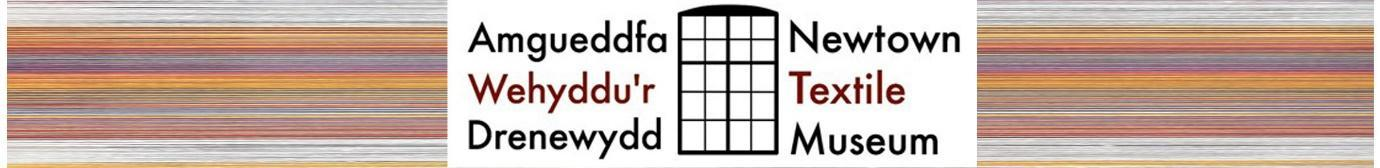 Amgueddfa
Wehyddu'r
Drenewydd
Newtown
Textile
Museum